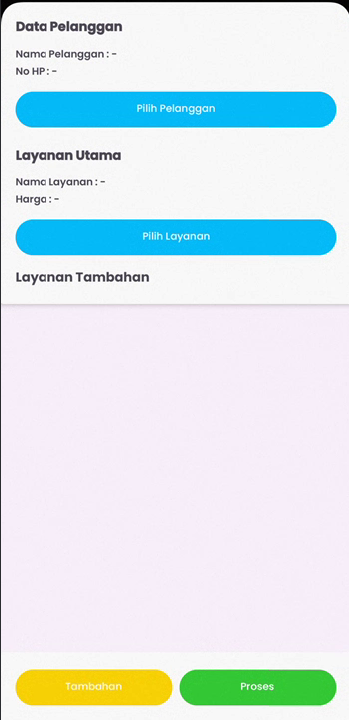 Data Pelanggan
Nama Pelanggan : -
No HP : -
Pilih Pelanggan
Layanan Utama
Nama Layanan : -
Harga : -
Pilih Layanan
Layanan Tambahan
Tambahan
Proses